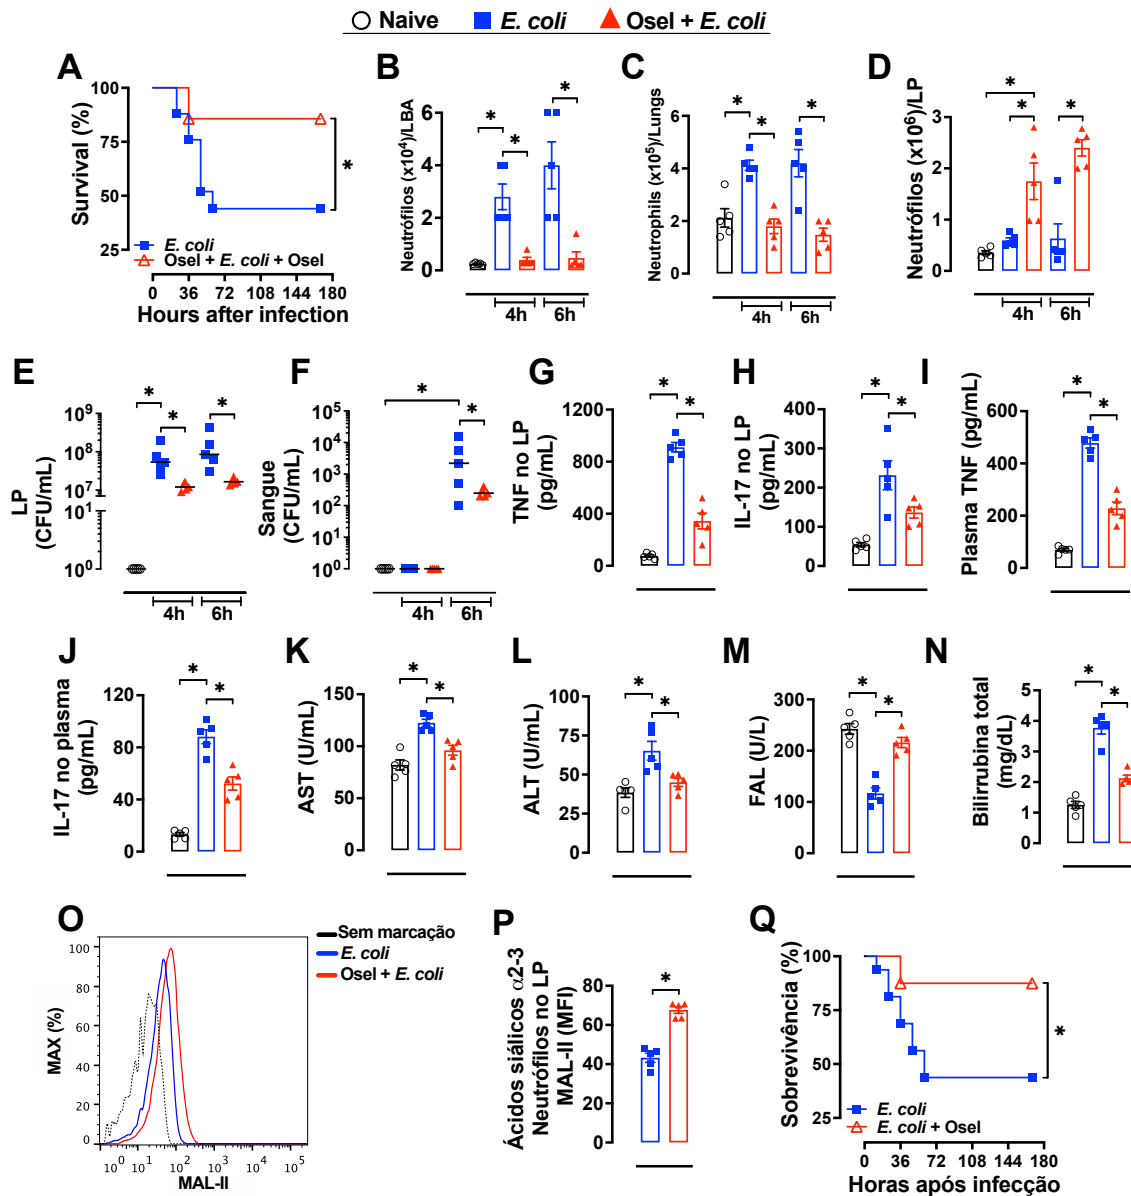 Naive E. coli Osel + E. coli
A
Survival (%)
100
75
50
25
E. coli
Osel + E. coli + Osel
0 36 72 108 144 180
Hours after infection
*
B
Neutrófilos (x10⁴)/LBA
6
4
2
0
* * *
4h 6h
C
Neutrophils (x10⁵)/Lungs
6
4
2
0
* * *
4h 6h
D
Neutrófilos (x10⁶)/LP
3
2
1
0
* * *
4h 6h
E
LP
(CFU/mL)
10⁹
10⁸
10⁷
10¹
10⁰
* * *
4h 6h
F
Sangue
(CFU/mL)
10⁵
10⁴
10³
10²
10¹
10⁰
* *
4h 6h
G
TNF no LP
(pg/mL)
1200
800
400
0
* *
H
IL-17 no LP
(pg/mL)
400
300
200
100
0
* *
I
Plasma TNF (pg/mL)
600
400
200
0
* *
J
IL-17 no plasma
(pg/mL)
120
80
40
0
* *
K
AST (U/mL)
150
100
50
0
* *
L
ALT (U/mL)
100
75
50
25
0
* *
M
FAL (U/L)
300
200
100
0
* *
N
Bilirrubina total
(mg/dL)
5
4
3
2
1
0
* *
O
MAX (%)
100
80
60
40
20
0
10⁰ 10¹ 10² 10³ 10⁴ 10⁵
MAL-II
Sem marcação
E. coli
Osel + E. coli
P
Ácidos siálicos α2-3
Neutrófilos no LP
MAL-II (MFI)
80
60
40
20
0
*
Q
Sobrevivência (%)
100
75
50
25
E. coli
E. coli + Osel
0 36 72 108 144 180
Horas após infecção
*